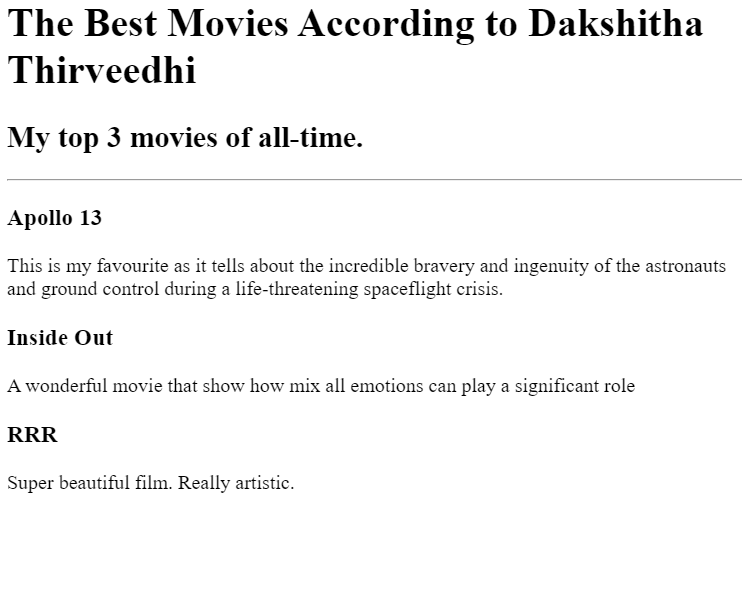 The Best Movies According to Dakshitha
Thirveedhi
My top 3 movies of all-time.
Apollo 13
This is my favourite as it tells about the incredible bravery and ingenuity of the astronauts
and ground control during a life-threatening spaceflight crisis.
Inside Out
A wonderful movie that show how mix all emotions can play a significant role
RRR
Super beautiful film. Really artistic.